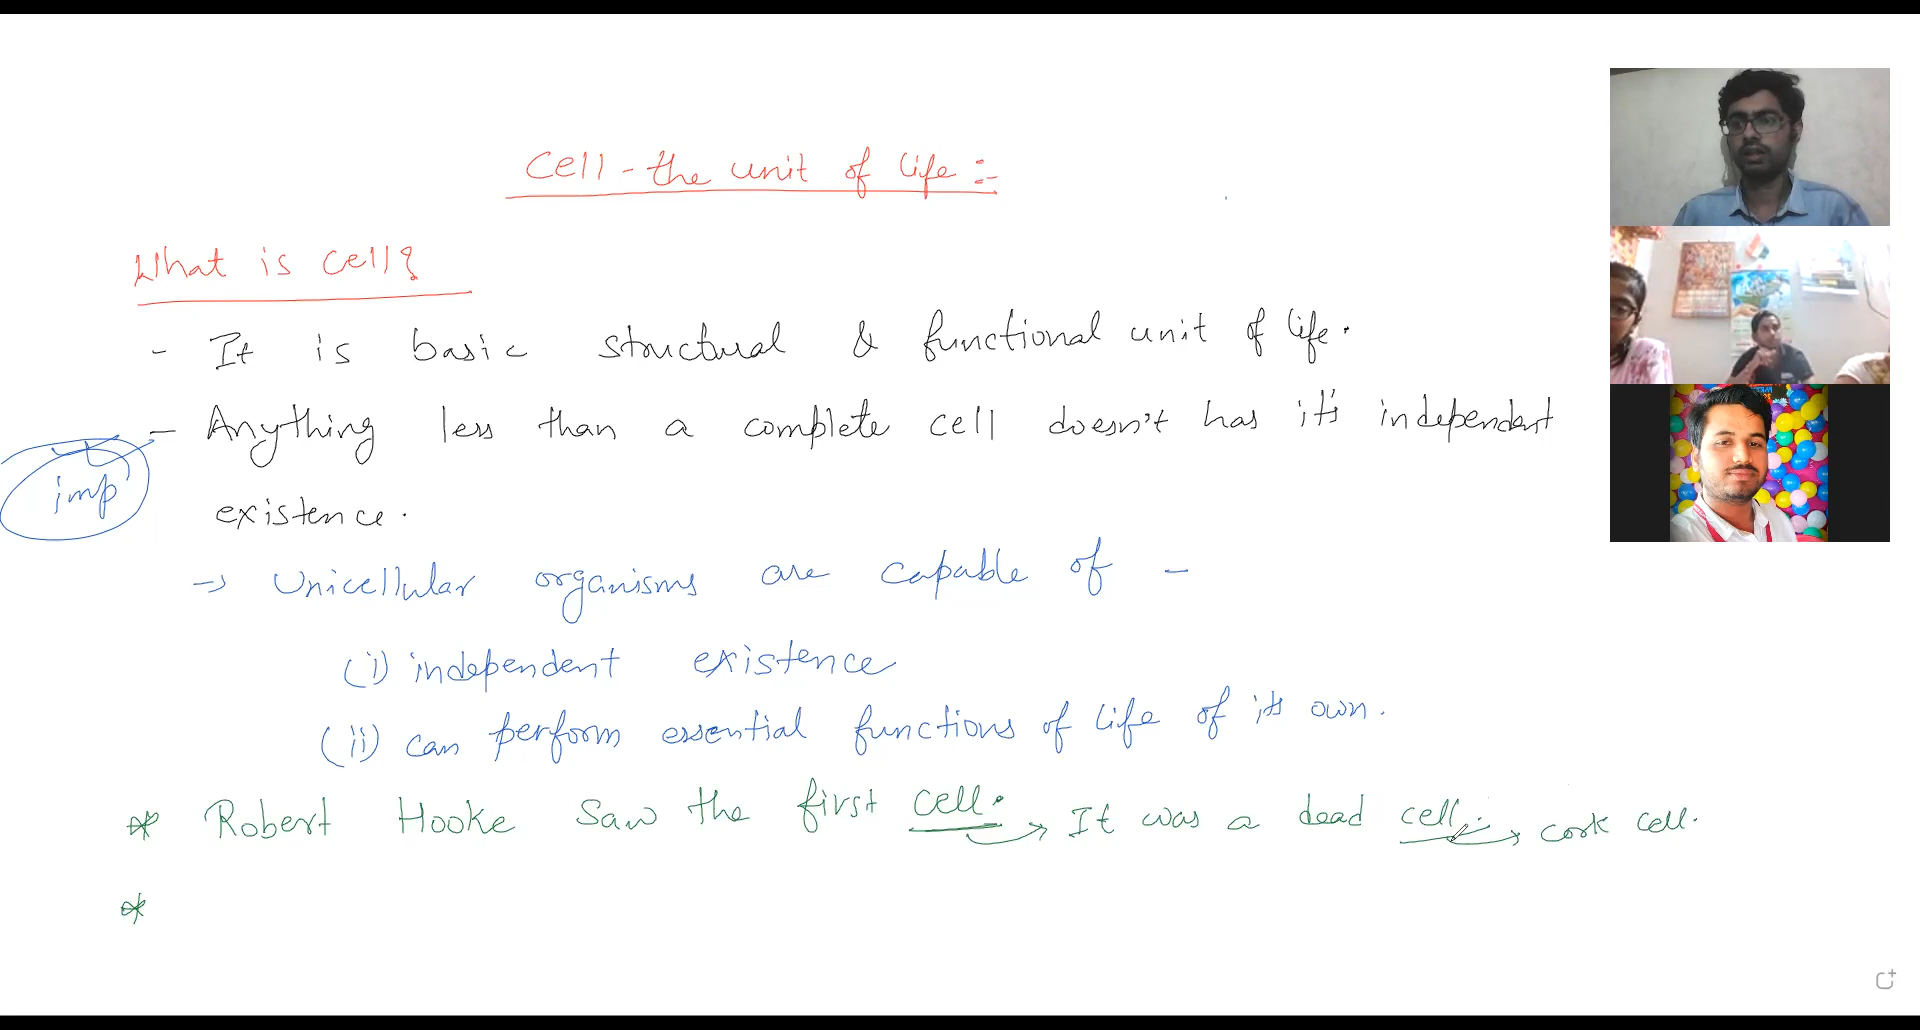 Cell - the unit of life :-
What is cell?
- It is basic structural & functional unit of life.
- Anything less than a complete cell doesn't has it's independent
imp
existence.
→ Unicellular organisms are capable of -
(i) independent existence
(ii) can perform essential functions of life of its own.
* Robert Hooke Saw the first cell. → It was a dead cell. → cork cell.
*